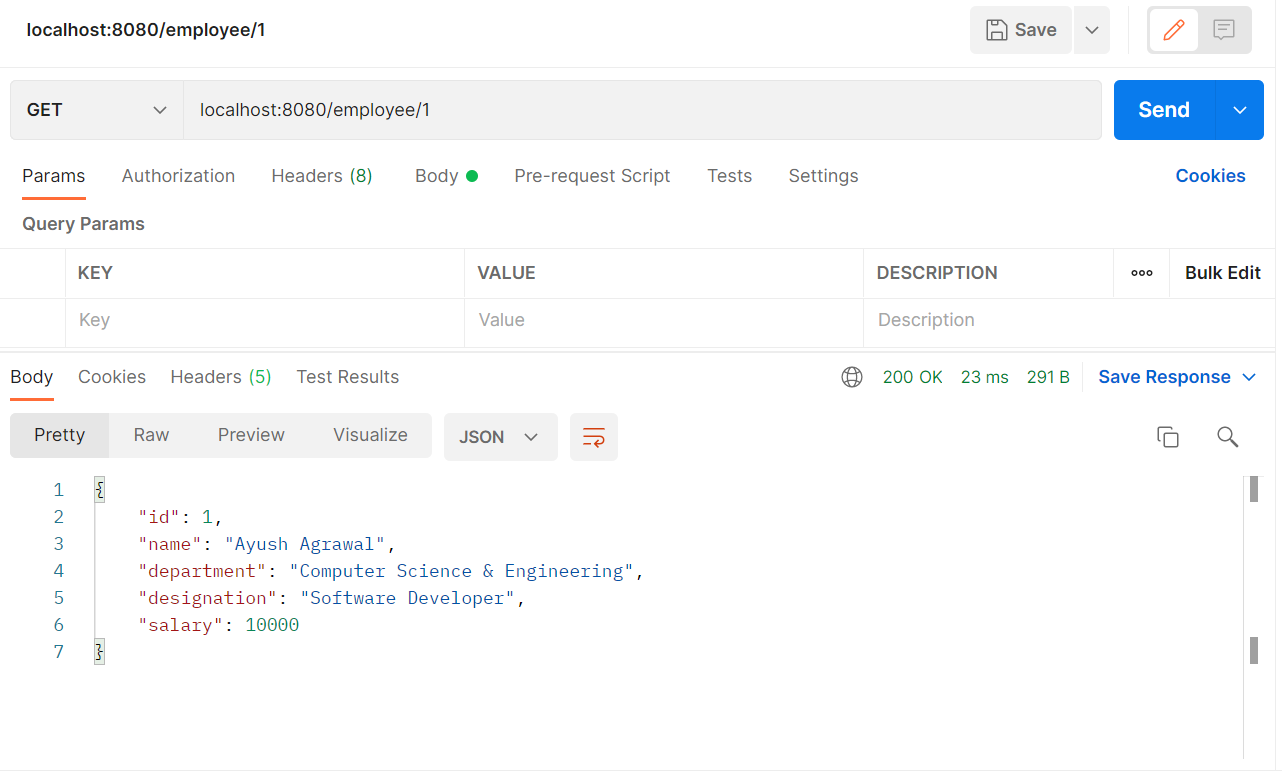 localhost:8080/employee/1 Save
GET localhost:8080/employee/1 Send
Params Authorization Headers (8) Body Pre-request Script Tests Settings Cookies
Query Params
KEY VALUE DESCRIPTION ooo Bulk Edit
Key Value Description
Body Cookies Headers (5) Test Results 200 OK 23 ms 291 B Save Response
Pretty Raw Preview Visualize JSON
1 {
2 "id": 1,
3 "name": "Ayush Agrawal",
4 "department": "Computer Science & Engineering",
5 "designation": "Software Developer",
6 "salary": 10000
7 }